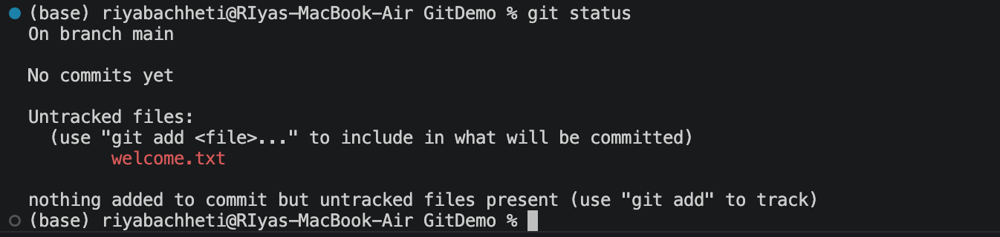 (base) riyabachheti@RIyas-MacBook-Air GitDemo % git status
On branch main
No commits yet
Untracked files:
(use "git add <file>..." to include in what will be committed)
welcome.txt
nothing added to commit but untracked files present (use "git add" to track)
(base) riyabachheti@RIyas-MacBook-Air GitDemo %